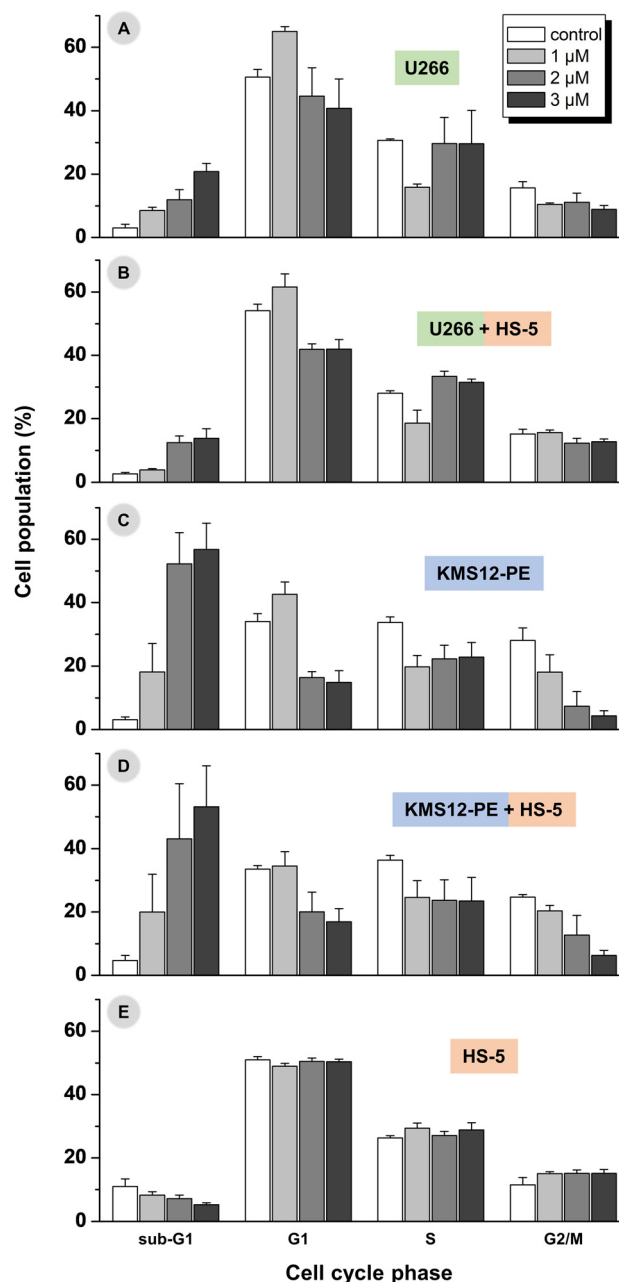 A
U266
control
1 µM
2 µM
3 µM
60
40
20
0
B
U266 + HS-5
60
40
20
0
Cell population (%)
C
KMS12-PE
60
40
20
0
D
KMS12-PE + HS-5
60
40
20
0
E
HS-5
60
40
20
0
sub-G1 G1 S G2/M
Cell cycle phase